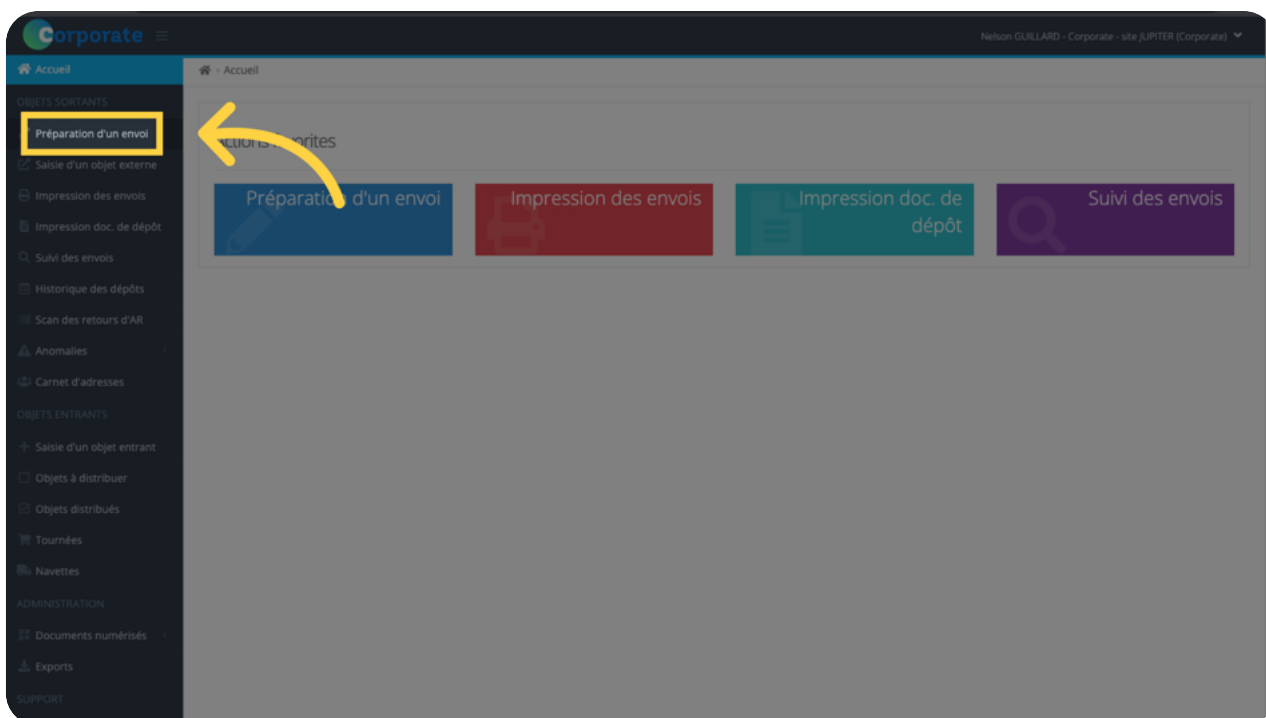 Corporate
Nelson GUILLARD - Corporate - site JUPITER (Corporate)
Accueil
Accueil
OBJETS SORTANTS
Préparation d'un envoi
Saisie d'un objet externe
Impression des envois
Impression doc. de dépôt
Suivi des envois
Historique des dépôts
Scan des retours d'AR
Anomalies
Carnet d'adresses
OBJETS ENTRANTS
Saisie d'un objet entrant
Objets à distribuer
Objets distribués
Tournées
Navettes
ADMINISTRATION
Documents numérisés
Exports
SUPPORT
Préparation d'un envoi
Impression des envois
Impression doc. de
dépôt
Suivi des envois